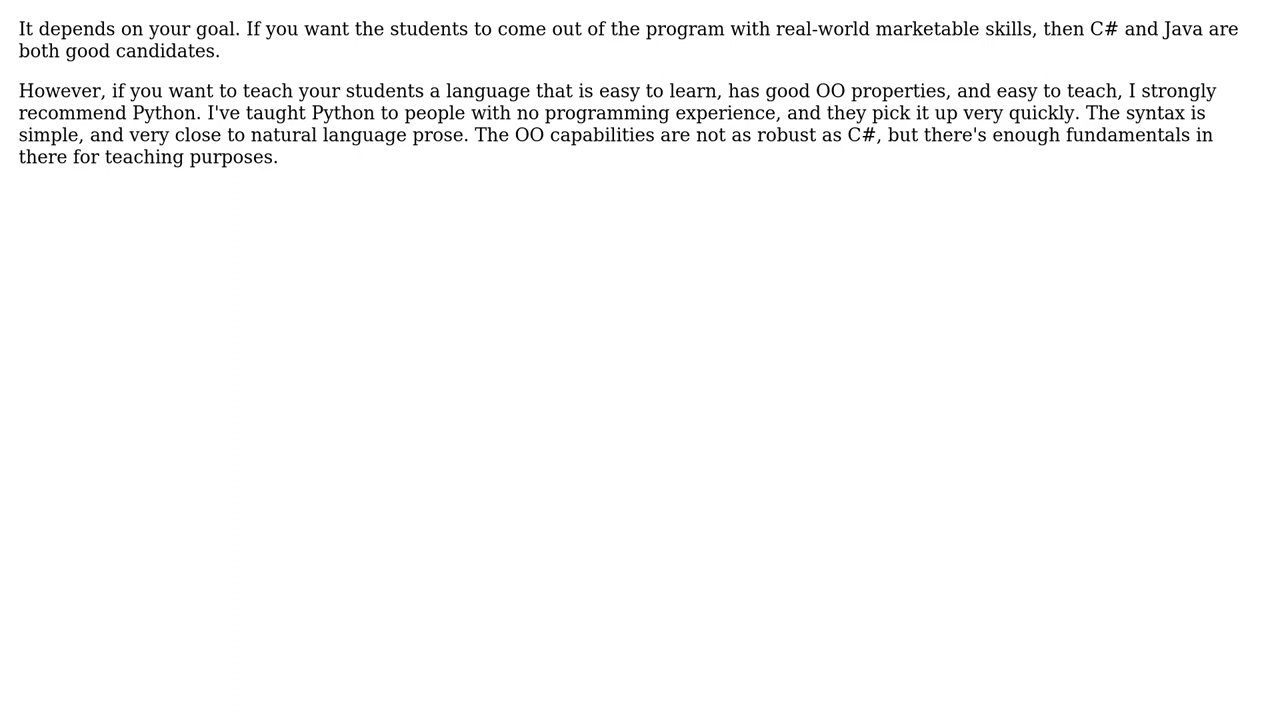 It depends on your goal. If you want the students to come out of the program with real-world marketable skills, then C# and Java are
both good candidates.
However, if you want to teach your students a language that is easy to learn, has good OO properties, and easy to teach, I strongly
recommend Python. I've taught Python to people with no programming experience, and they pick it up very quickly. The syntax is
simple, and very close to natural language prose. The OO capabilities are not as robust as C#, but there's enough fundamentals in
there for teaching purposes.